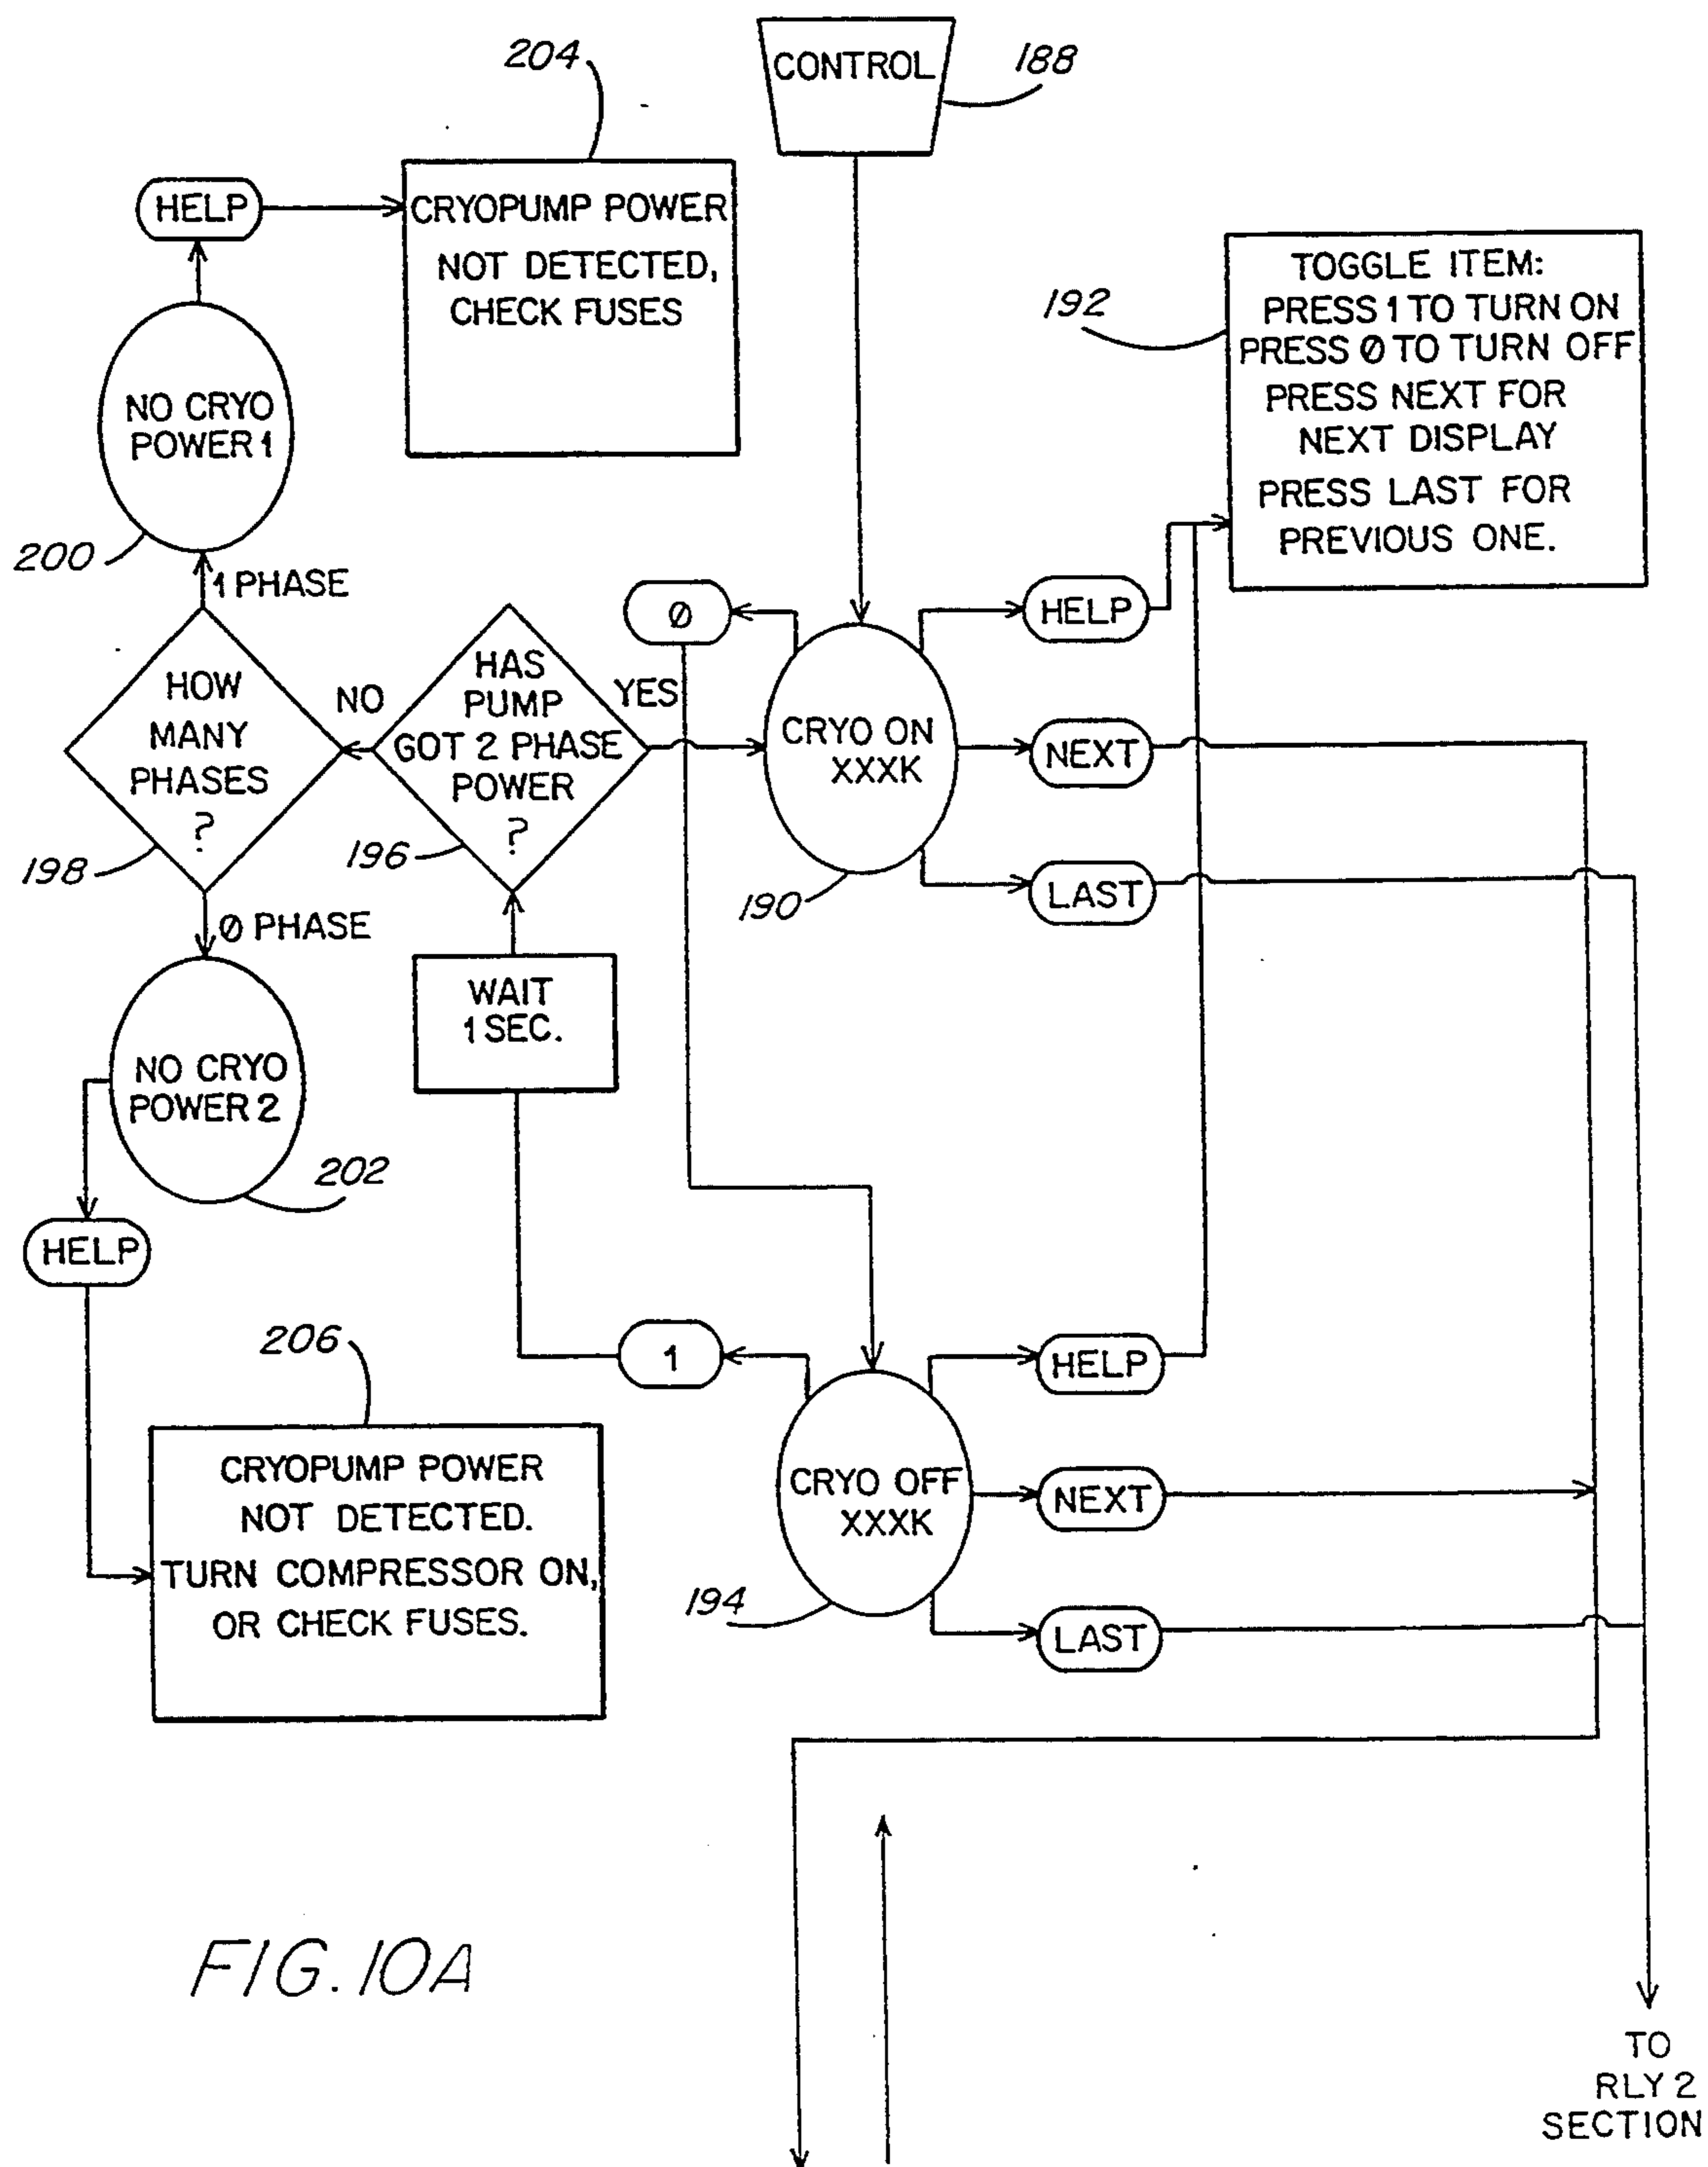 204
CONTROL
188
HELP
CRYOPUMP POWER
NOT DETECTED,
CHECK FUSES
192
TOGGLE ITEM:
PRESS 1 TO TURN ON
PRESS Ø TO TURN OFF
PRESS NEXT FOR
NEXT DISPLAY
PRESS LAST FOR
PREVIOUS ONE.
NO CRYO
POWER 1
200
1 PHASE
Ø
HELP
HOW
MANY
PHASES
?
198
NO
HAS
PUMP
GOT 2 PHASE
POWER
?
196
YES
CRYO ON
XXXK
190
NEXT
LAST
Ø PHASE
WAIT
1 SEC.
NO CRYO
POWER 2
202
HELP
206
CRYOPUMP POWER
NOT DETECTED.
TURN COMPRESSOR ON,
OR CHECK FUSES.
1
HELP
CRYO OFF
XXXK
194
NEXT
LAST
FIG. 10A
TO
RLY 2
SECTION